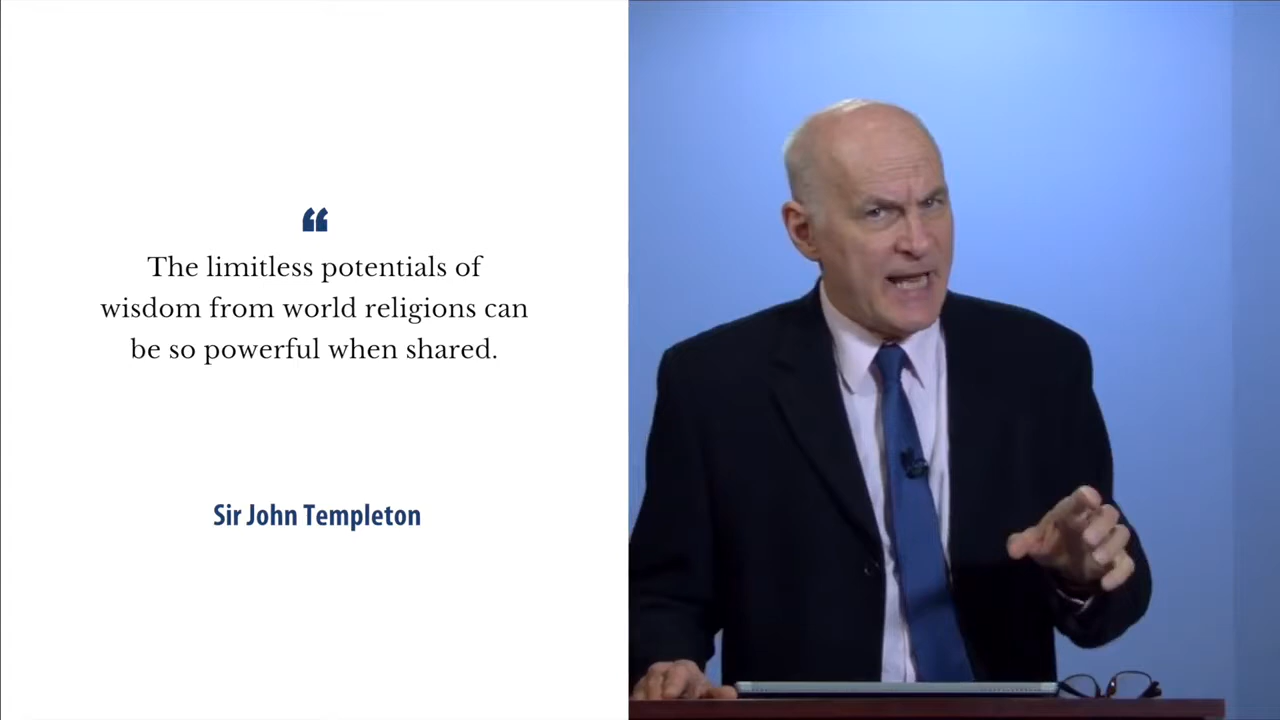 “
The limitless potentials of
wisdom from world religions can
be so powerful when shared.
Sir John Templeton